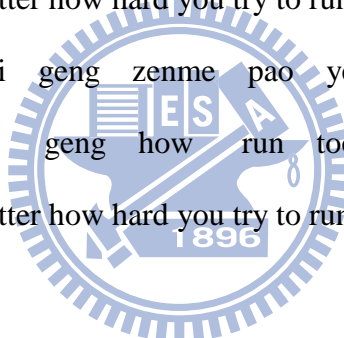 tter how hard you try to run
i geng zenme pao yo
geng how run too
tter how hard you try to run
ES A
1896